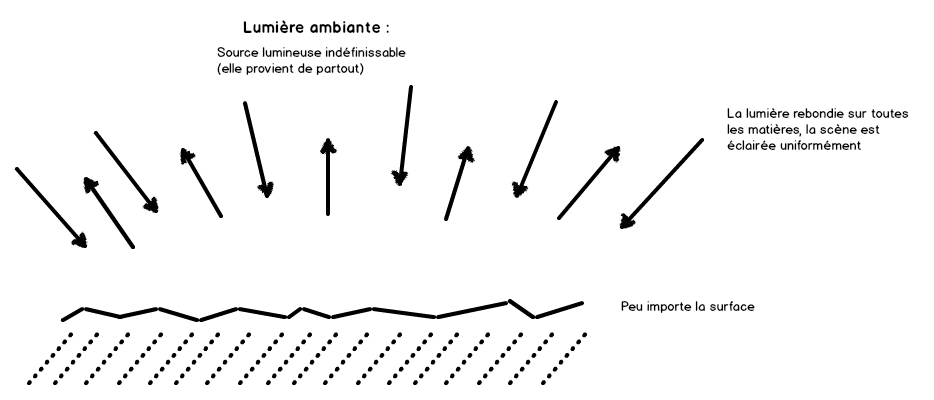 Lumière ambiante :
Source lumineuse indéfinissable
(elle provient de partout)
La lumière rebondie sur toutes
les matières, la scène est
éclairée uniformément
Peu importe la surface